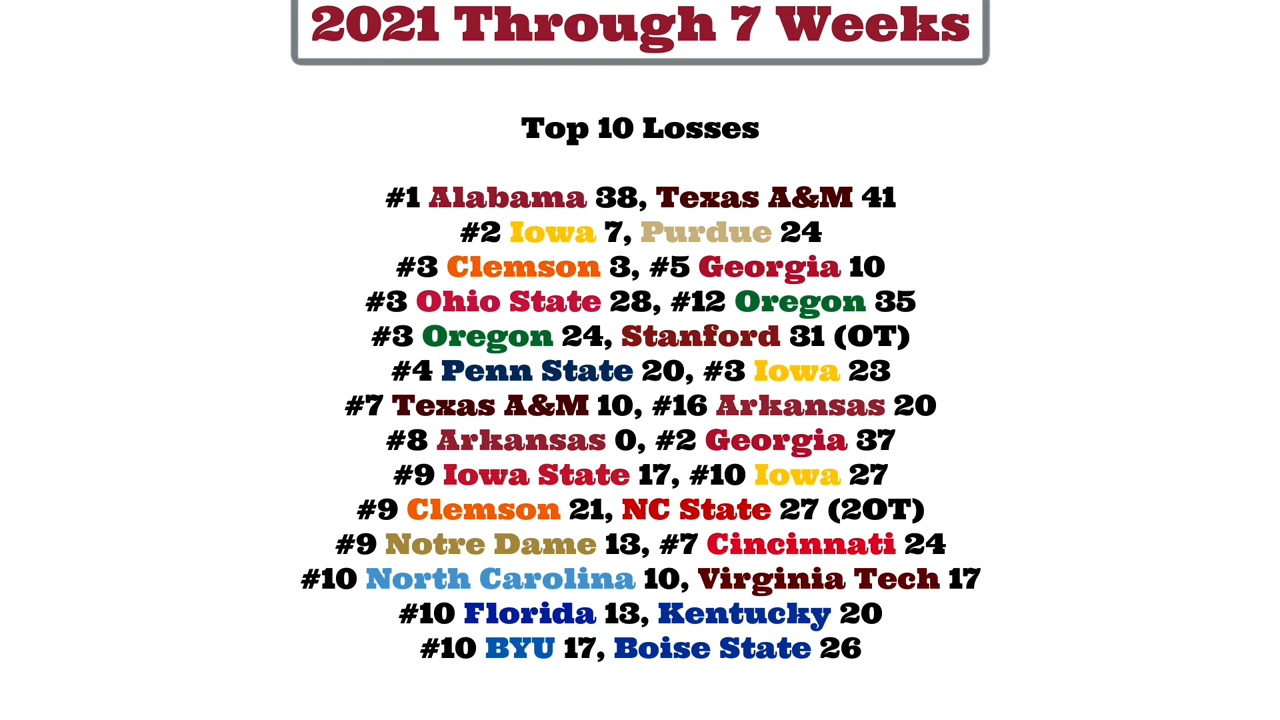 2021 Through 7 Weeks
Top 10 Losses
#1 Alabama 38, Texas A&M 41
#2 Iowa 7, Purdue 24
#3 Clemson 3, #5 Georgia 10
#3 Ohio State 28, #12 Oregon 35
#3 Oregon 24, Stanford 31 (OT)
#4 Penn State 20, #3 Iowa 23
#7 Texas A&M 10, #16 Arkansas 20
#8 Arkansas 0, #2 Georgia 37
#9 Iowa State 17, #10 Iowa 27
#9 Clemson 21, NC State 27 (2OT)
#9 Notre Dame 13, #7 Cincinnati 24
#10 North Carolina 10, Virginia Tech 17
#10 Florida 13, Kentucky 20
#10 BYU 17, Boise State 26